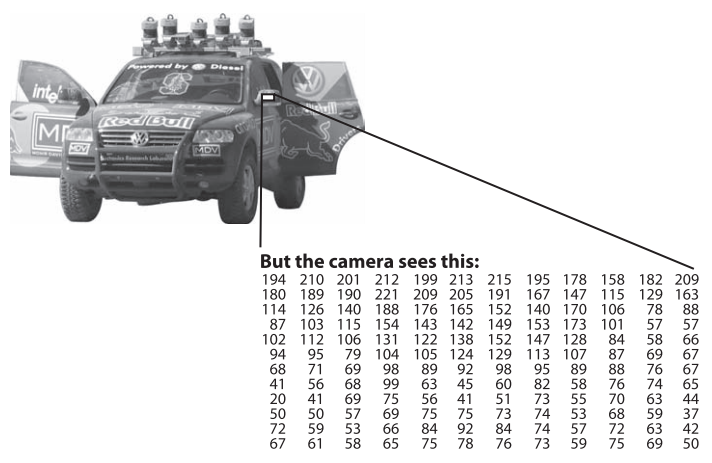 Powered by Diesel
S
intel
MDV
Red Bull
MDV
MDV
Red Bull
Driven
But the camera sees this:
194 210 201 212 199 213 215 195 178 158 182 209
180 189 190 221 209 205 191 167 147 115 129 163
114 126 140 188 176 165 152 140 170 106 78 88
87 103 115 154 143 142 149 153 173 101 57 57
102 112 106 131 122 138 152 147 128 84 58 66
94 95 79 104 105 124 129 113 107 87 69 67
68 71 69 98 89 92 98 95 89 88 76 67
41 56 68 99 63 45 60 82 58 76 74 65
20 41 69 75 56 41 51 73 55 70 63 44
50 50 57 69 75 75 73 74 53 68 59 37
72 59 53 66 84 92 84 74 57 72 63 42
67 61 58 65 75 78 76 73 59 75 69 50